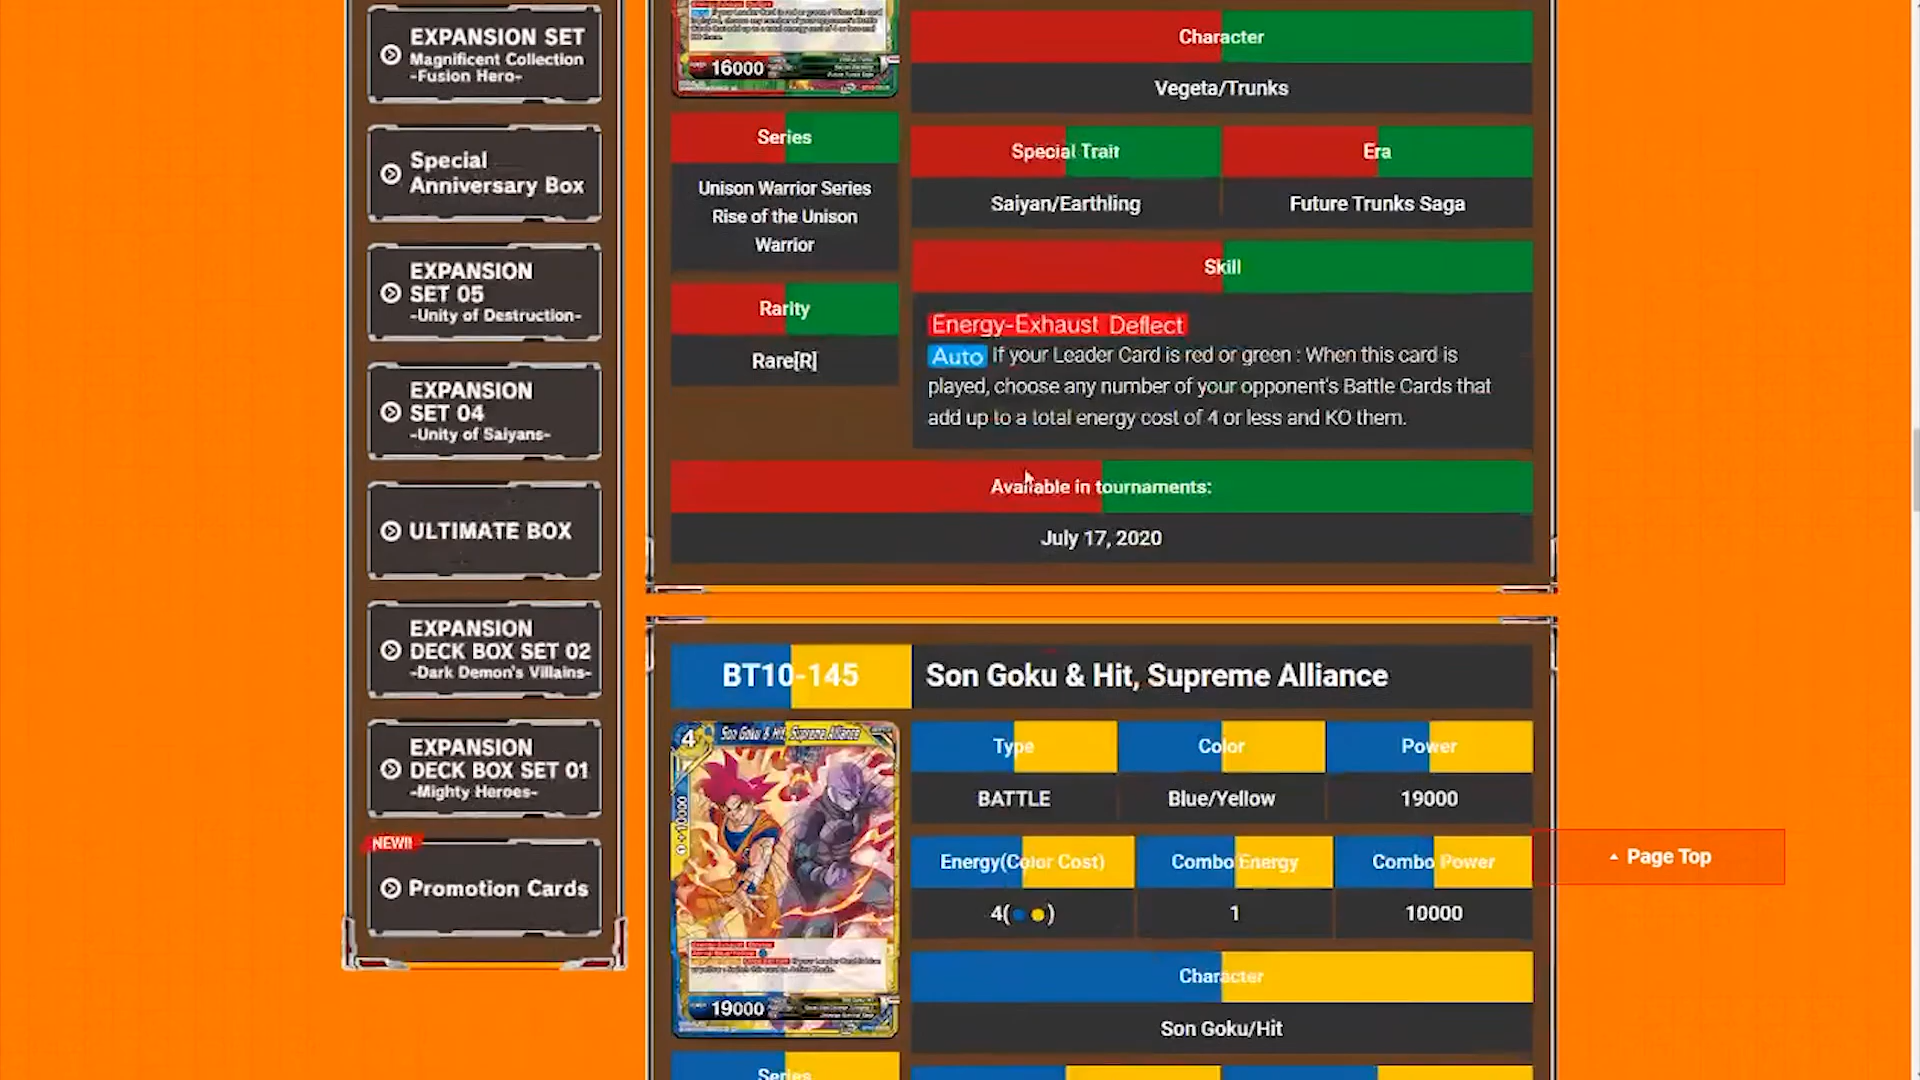 EXPANSION SET
Magnificent Collection
-Fusion Hero-
Special
Anniversary Box
EXPANSION
SET 05
-Unity of Destruction-
EXPANSION
SET 04
-Unity of Saiyans-
ULTIMATE BOX
EXPANSION
DECK BOX SET 02
-Dark Demon's Villains-
EXPANSION
DECK BOX SET 01
-Mighty Heroes-
NEW!!
Promotion Cards
16000
Series
Unison Warrior Series
Rise of the Unison
Warrior
Rarity
Rare[R]
Character
Vegeta/Trunks
Special Trait
Era
Saiyan/Earthling
Future Trunks Saga
Skill
Energy-Exhaust Deflect
Auto If your Leader Card is red or green : When this card is
played, choose any number of your opponent's Battle Cards that
add up to a total energy cost of 4 or less and KO them.
Available in tournaments:
July 17, 2020
BT10-145
Son Goku & Hit, Supreme Alliance
4 Son Goku & Hit, Supreme Alliance
+10000
19000
Type
Color
Power
BATTLE
Blue/Yellow
19000
Energy(Color Cost)
Combo Energy
Combo Power
4( )
1
10000
Character
Son Goku/Hit
Series
Page Top